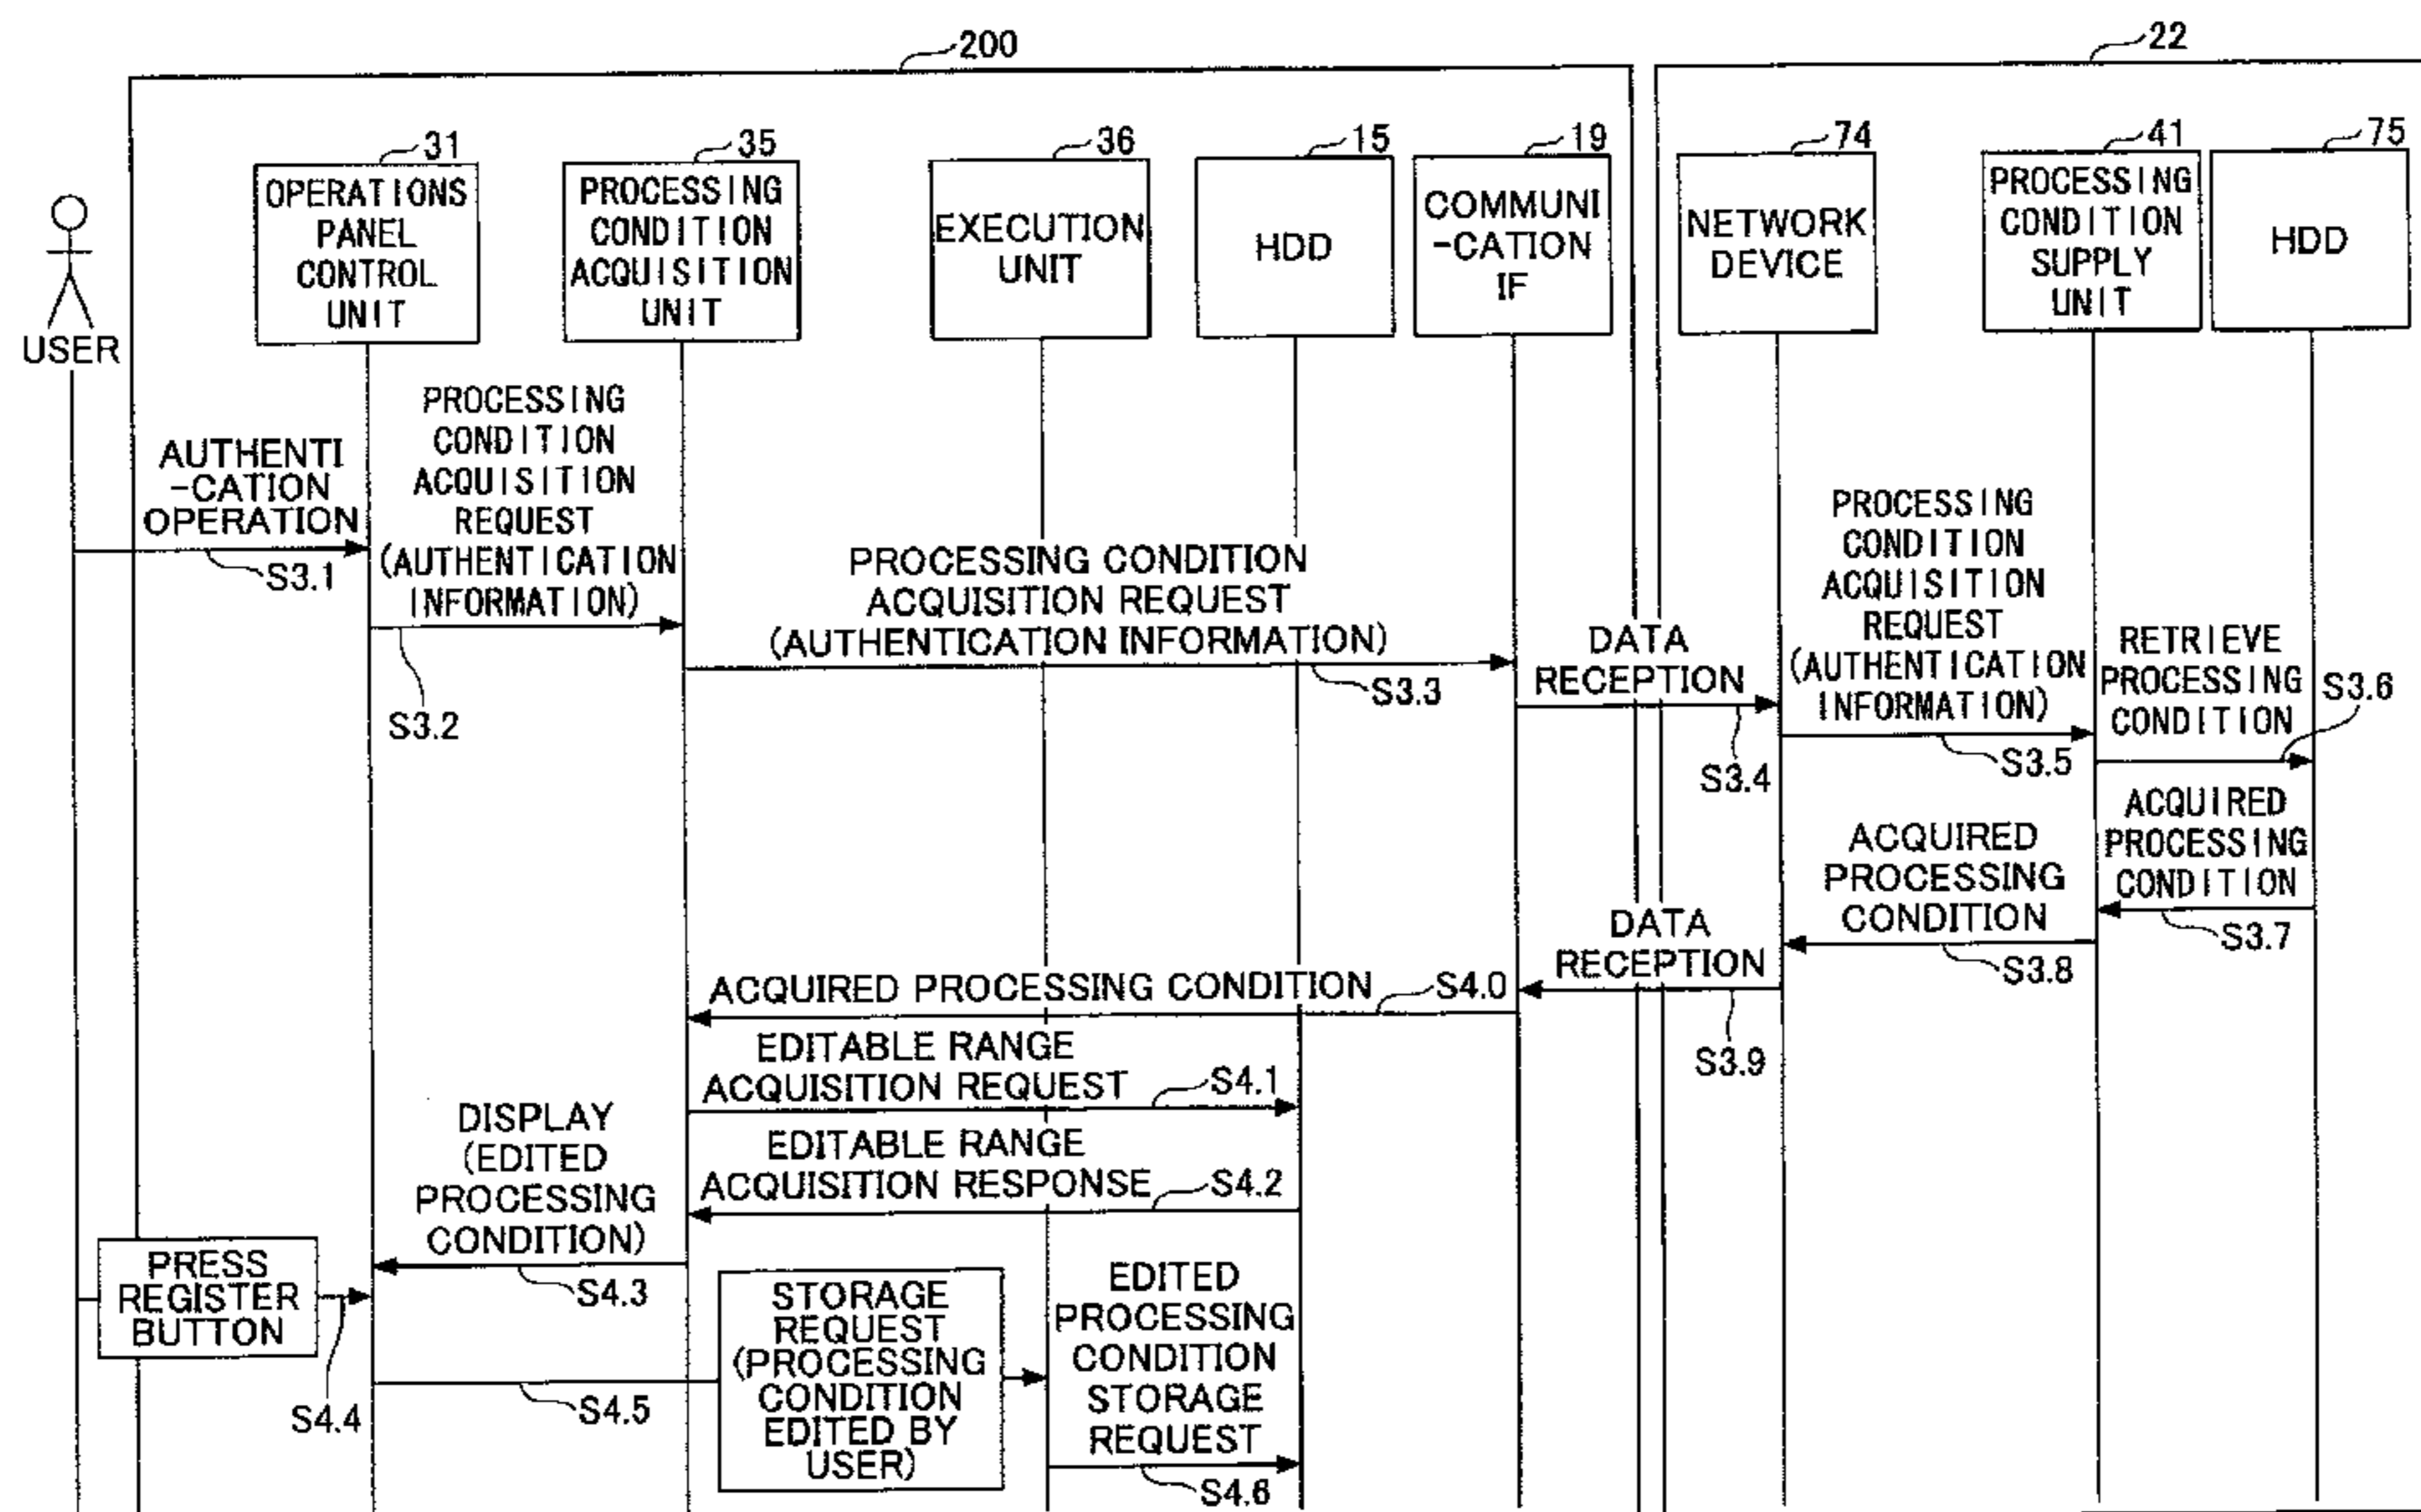 200
22
31
35
36
15
19
74
41
75
OPERATIONS
PANEL
CONTROL
UNIT
PROCESSING
CONDITION
ACQUISITION
UNIT
EXECUTION
UNIT
HDD
COMMUNI
-CATION
IF
NETWORK
DEVICE
PROCESSING
CONDITION
SUPPLY
UNIT
HDD
USER
AUTHENTI
-CATION
OPERATION
S3.1
PROCESSING
CONDITION
ACQUISITION
REQUEST
(AUTHENTICATION
INFORMATION)
S3.2
PROCESSING CONDITION
ACQUISITION REQUEST
(AUTHENTICATION INFORMATION)
S3.3
DATA
RECEPTION
S3.4
PROCESSING
CONDITION
ACQUISITION
REQUEST
(AUTHENTICATION
INFORMATION)
S3.5
RETRIEVE
PROCESSING
CONDITION
S3.6
ACQUIRED
PROCESSING
CONDITION
S3.7
ACQUIRED
PROCESSING
CONDITION
S3.8
DATA
RECEPTION
S3.9
ACQUIRED PROCESSING CONDITION
S4.0
EDITABLE RANGE
ACQUISITION REQUEST
S4.1
EDITABLE RANGE
ACQUISITION RESPONSE
S4.2
DISPLAY
(EDITED
PROCESSING
CONDITION)
S4.3
PRESS
REGISTER
BUTTON
S4.4
STORAGE
REQUEST
(PROCESSING
CONDITION
EDITED BY
USER)
S4.5
EDITED
PROCESSING
CONDITION
STORAGE
REQUEST
S4.6